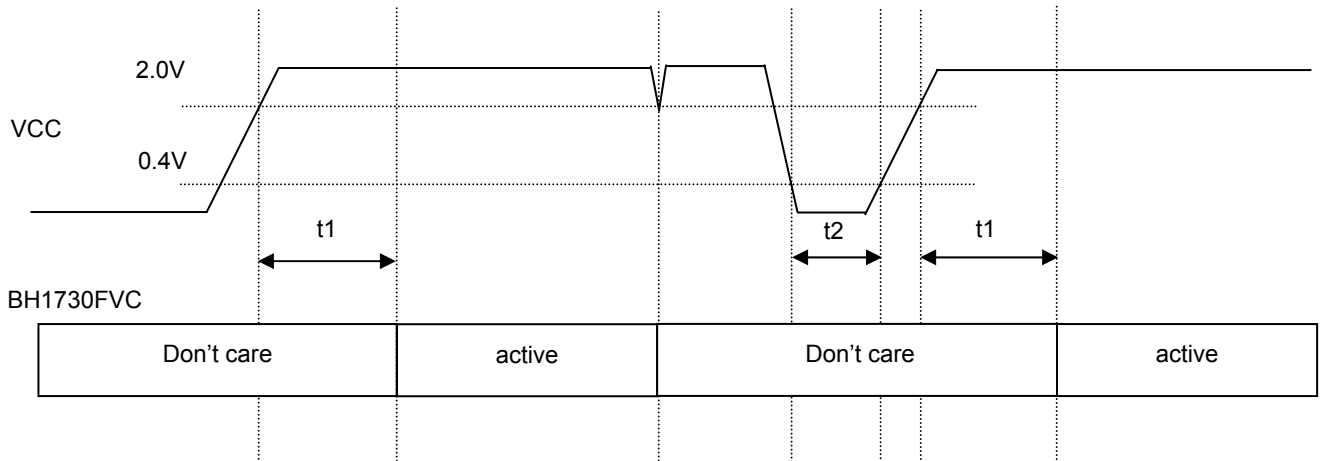 2.0V
VCC
0.4V
t1
t2
t1
BH1730FVC
Don't care
active
Don't care
active